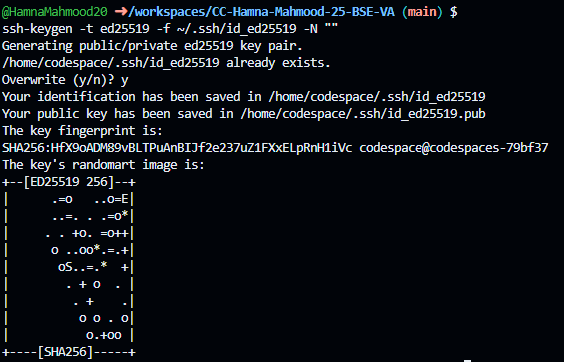 @HamnaMahmood20 ➜/workspaces/CC-Hamna-Mahmood-25-BSE-VA (main) $
ssh-keygen -t ed25519 -f ~/.ssh/id_ed25519 -N ""
Generating public/private ed25519 key pair.
/home/codespace/.ssh/id_ed25519 already exists.
Overwrite (y/n)? y
Your identification has been saved in /home/codespace/.ssh/id_ed25519
Your public key has been saved in /home/codespace/.ssh/id_ed25519.pub
The key fingerprint is:
SHA256:HfX9oADM89vBLTPuAnBIJf2e237uZ1FXxELpRnH1iVc codespace@codespaces-79bf37
The key's randomart image is:
+--[ED25519 256]--+
|      .=o   ..o=E|
|      ..=. . .=o*|
|     . . +o. =o++|
|      o ..oo*.=.+|
|       oS..=.*  +|
|        . + o  . |
|         . +    .|
|          o o . o|
|           o.+oo |
+----[SHA256]-----+